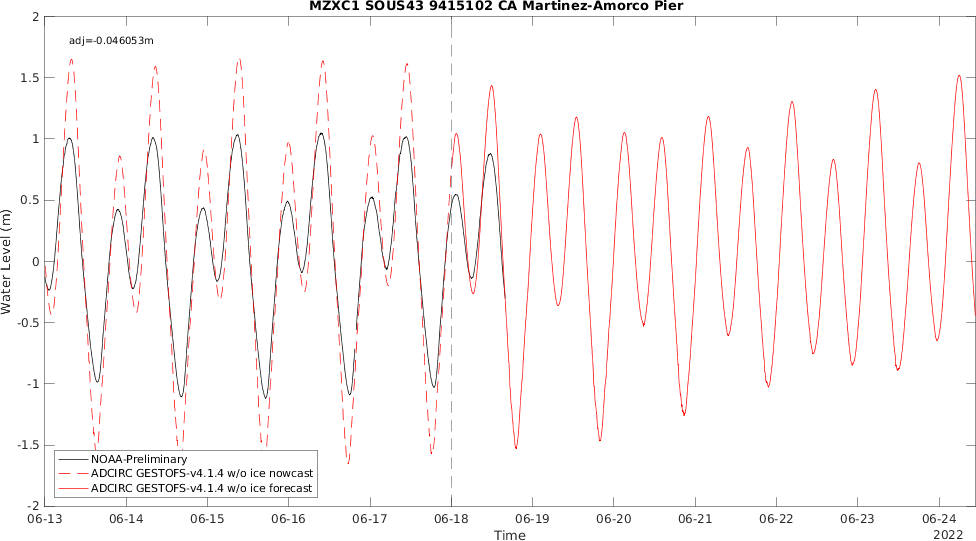 MZXC1 SOUS43 9415102 CA Martinez-Amorco Pier
adj=-0.046053m
Water Level (m)
2
1.5
1
0.5
0
-0.5
-1
-1.5
-2
NOAA-Preliminary
ADCIRC GESTOFS-v4.1.4 w/o ice nowcast
ADCIRC GESTOFS-v4.1.4 w/o ice forecast
06-13 06-14 06-15 06-16 06-17 06-18 06-19 06-20 06-21 06-22 06-23 06-24
Time
2022